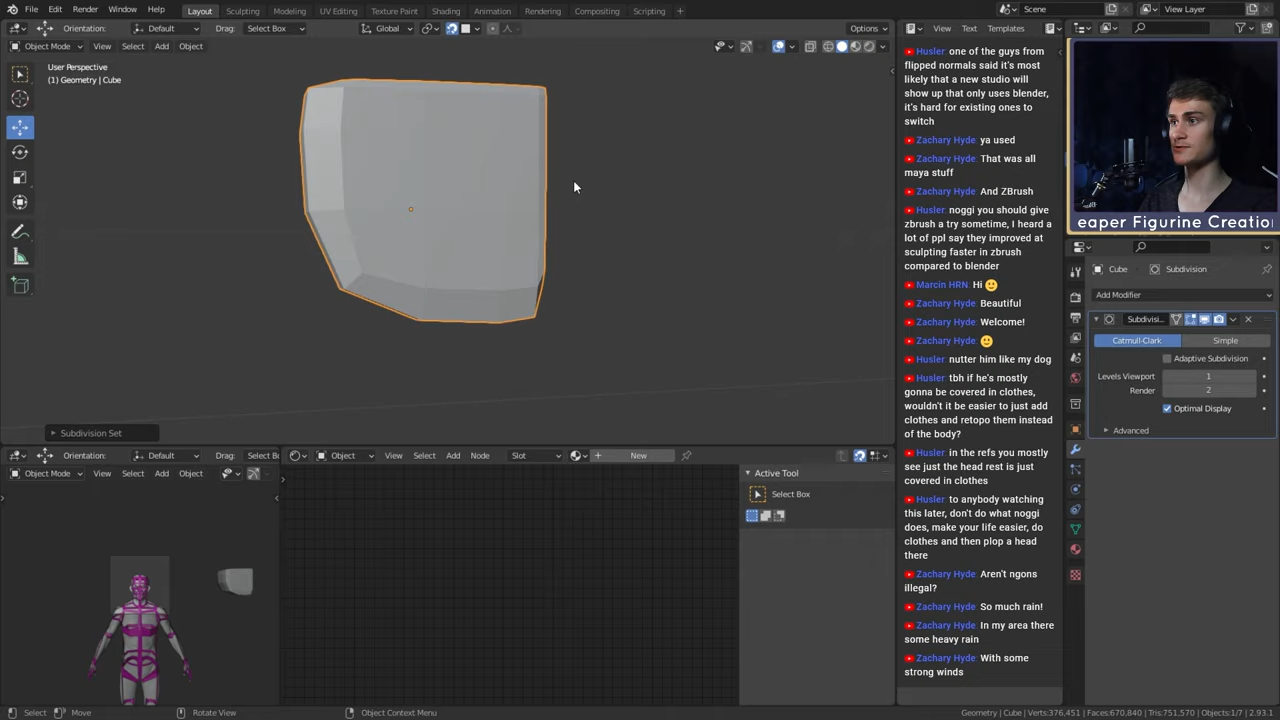 File Edit Render Window Help Layout Sculpting Modeling UV Editing Texture Paint Shading Animation Rendering Compositing Scripting + Scene View Layer
Orientation: Default Drag: Select Box Global Options View Text Templates
Object Mode View Select Add Object
User Perspective
(1) Geometry | Cube
Subdivision Set
Orientation: Default Drag: Select B
Object Mode View Select Add Object
Object View Select Add Node Slot New
Active Tool
Select Box
Husler one of the guys from
flipped normals said it's most
likely that a new studio will
show up that only uses blender,
it's hard for existing ones to
switch
Zachary Hyde ya used
Zachary Hyde That was all
maya stuff
Zachary Hyde And ZBrush
Husler noggi you should give
zbrush a try sometime, I heard a
lot of ppl say they improved at
sculpting faster in zbrush
compared to blender
Marcin HRN Hi 🙂
Zachary Hyde Beautiful
Zachary Hyde Welcome!
Zachary Hyde 🙂
Husler nutter him like my dog
Husler tbh if he's mostly
gonna be covered in clothes,
wouldn't it be easier to just add
clothes and retopo them instead
of the body?
Husler in the refs you mostly
see just the head rest is just
covered in clothes
Husler to anybody watching
this later, don't do what noggi
does, make your life easier, do
clothes and then plop a head
there
Zachary Hyde Aren't ngons
illegal?
Zachary Hyde So much rain!
Zachary Hyde In my area there
some heavy rain
Zachary Hyde With some
strong winds
eaper Figurine Creation
Cube Subdivision
Add Modifier
Subdivisi...
Catmull-Clark Simple
Adaptive Subdivision
Levels Viewport 1
Render 2
Optimal Display
Advanced
Select Move Rotate View Object Context Menu Geometry | Cube Verts:376,451 Faces:670,840 Tris:751,570 Objects:1/7 2.93.1